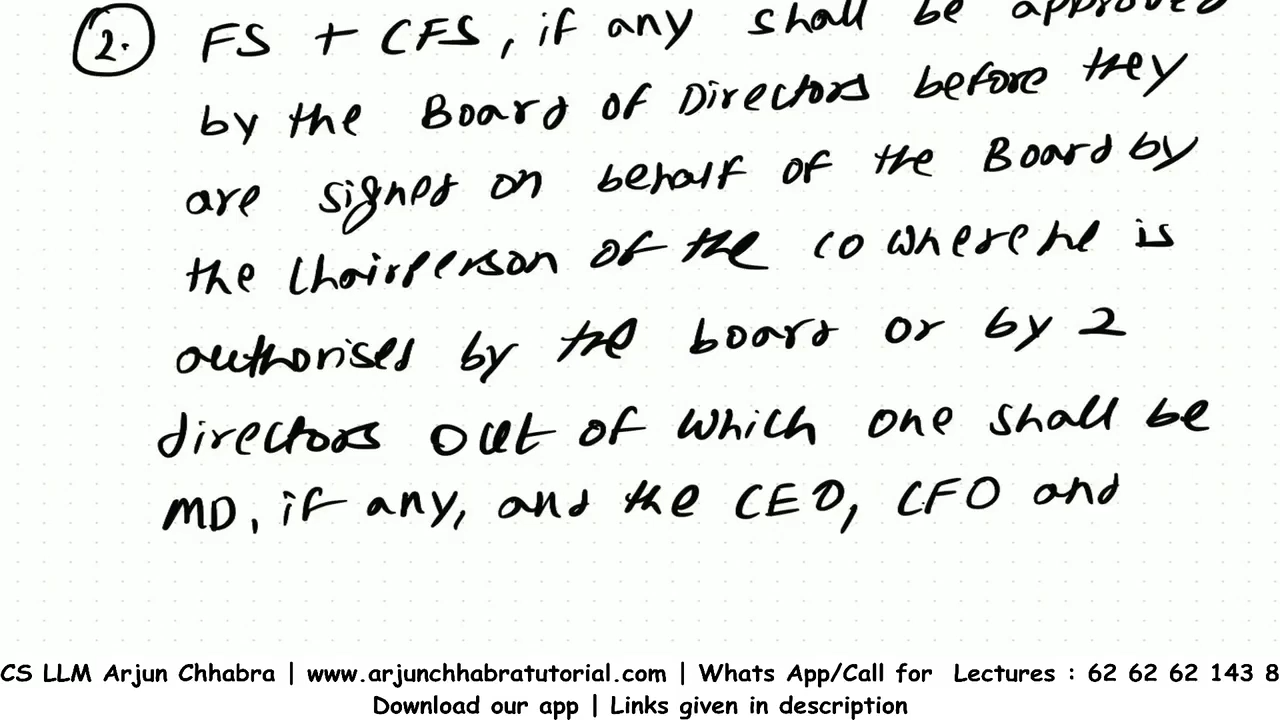 2. FS + CFS, if any shall be approved
by the Board of Directors before they
are signed on behalf of the Board by
the Chairperson of the co where he is
authorised by the board or by 2
directors out of which one shall be
MD, if any, and the CEO, CFO and
CS LLM Arjun Chhabra | www.arjunchhabratutorial.com | Whats App/Call for Lectures : 62 62 62 143 8
Download our app | Links given in description